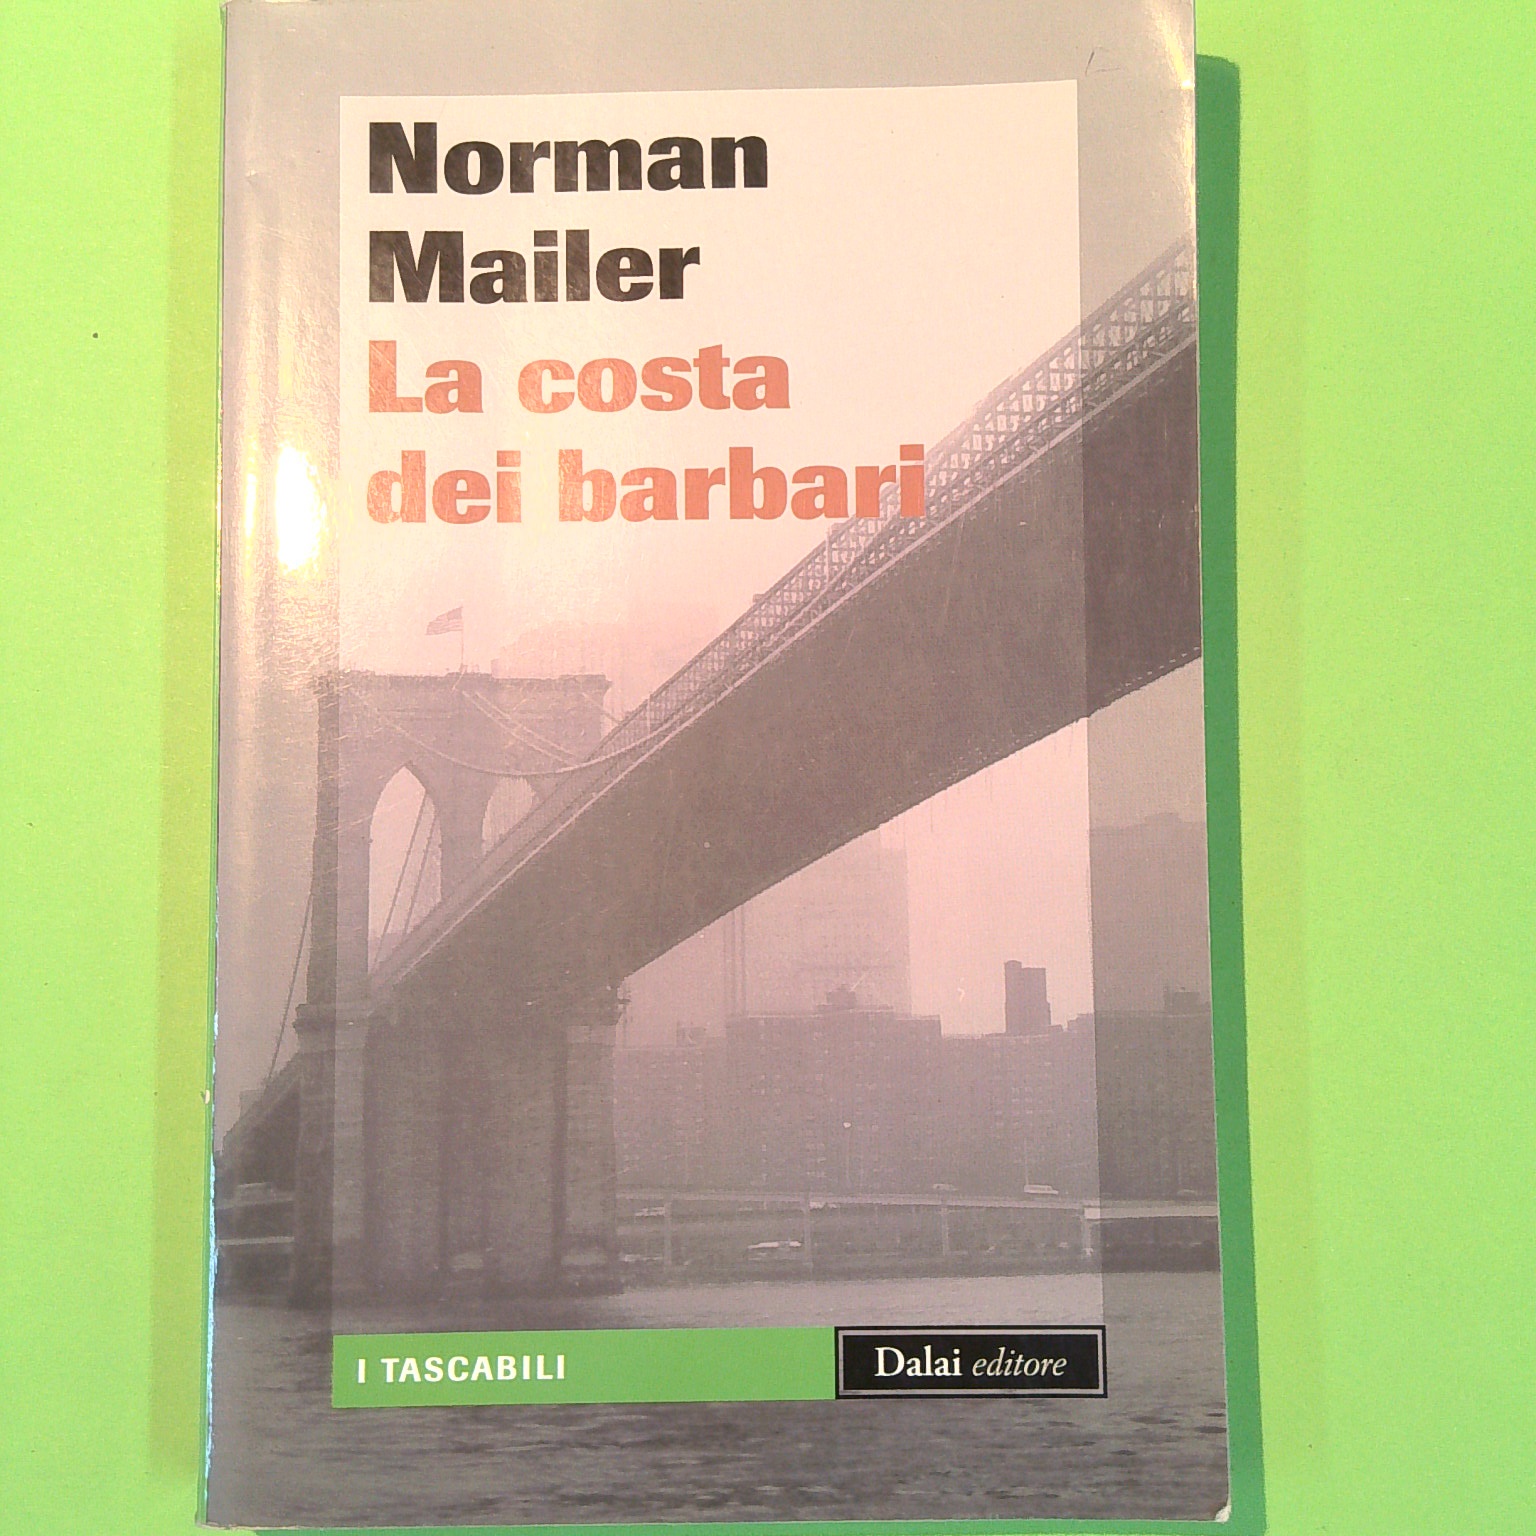 Norman
Mailer
La costa
dei barbari
I TASCABILI
Dalai editore